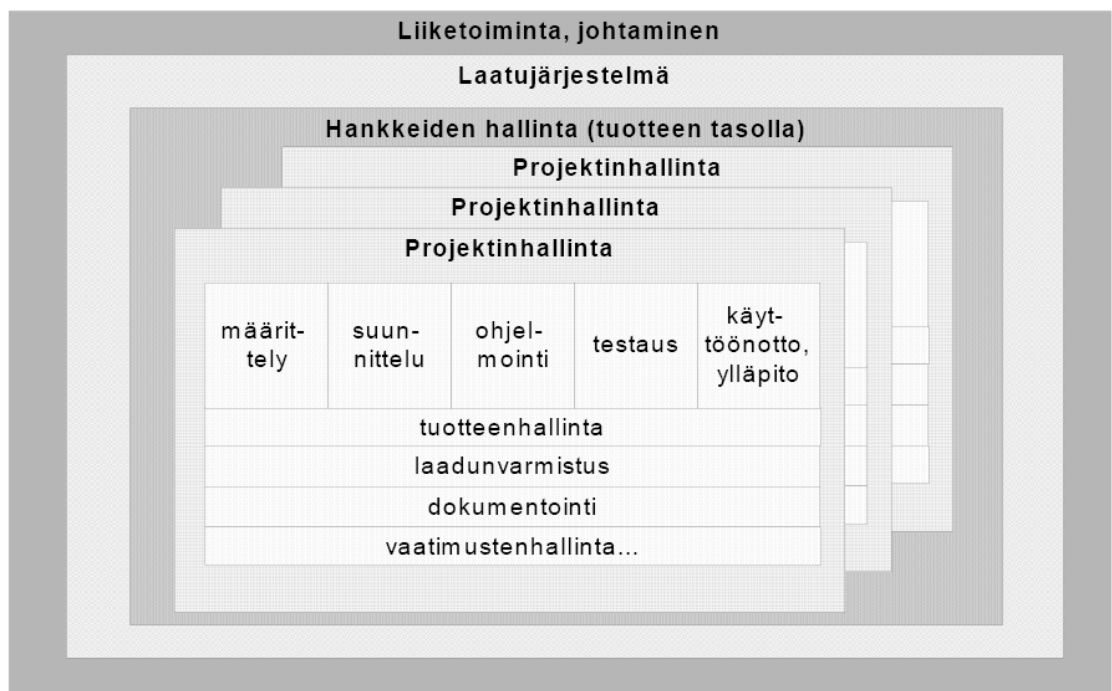 Liiketoiminta, johtaminen
Laatujärjestelmä
Hankkeiden hallinta (tuotteen tasolla)
Projektinhallinta
Projektinhallinta
Projektinhallinta
määrit-
tely
suun-
nittelu
ohjel-
mointi
testaus
käyt-
töönotto,
ylläpito
tuotteenhallinta
laadunvarmistus
dokumentointi
vaatimustenhallinta...